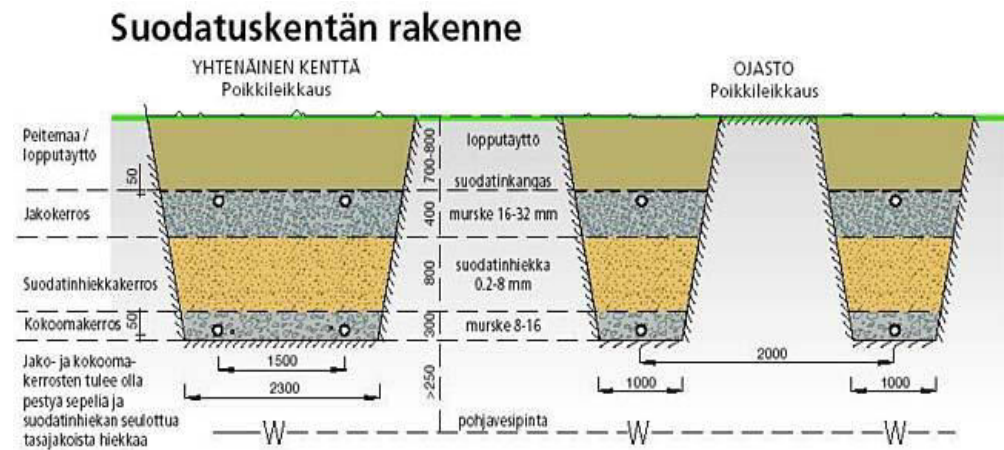 Suodatuskentän rakenne
YHTENÄINEN KENTTÄ
Poikkileikkaus
OJASTO
Poikkileikkaus
Peitemaa /
lopputäyttö
50
700-800
lopputäyttö
suodatinkangas
Jakokerros
400
murske 16-32 mm
Suodatinhiekkakerros
800
suodatinhiekka
0.2-8 mm
Kokoomakerros
50
300
murske 8-16
1500
2300
>250
2000
1000
1000
Jako- ja kokooma-
kerrosten tulee olla
pestyä sepeliä ja
suodatinhiekan seulottua
tasajakoista hiekkaa
pohjavesipinta
W
W
W